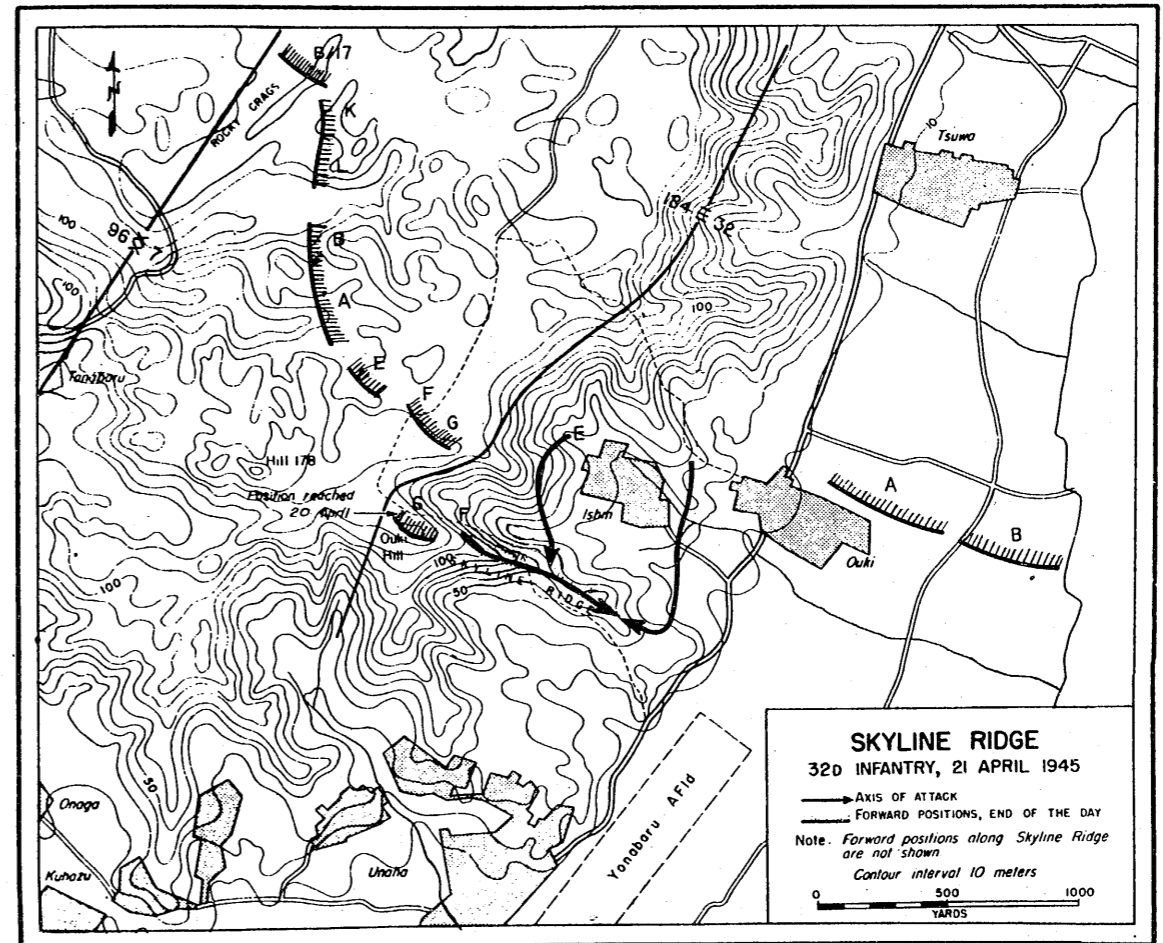 N
B/17
ROCKY CRAGS
K
L
Tsuwa
10
184 32
100
96 7
B
100
100
A
E
Tanabaru
F
G
E
Hill 178
Position reached
20 April
G
F
Ishin
A
Ouki
Hill
B
Ouki
100
SKYLINE RIDGE
100
50
50
Onaga
Kuhazu
Unaha
Yonabaru AFld
SKYLINE RIDGE
32D INFANTRY, 21 APRIL 1945
AXIS OF ATTACK
FORWARD POSITIONS, END OF THE DAY
Note. Forward positions along Skyline Ridge
are not shown
Contour interval 10 meters
0 500 1000
YARDS